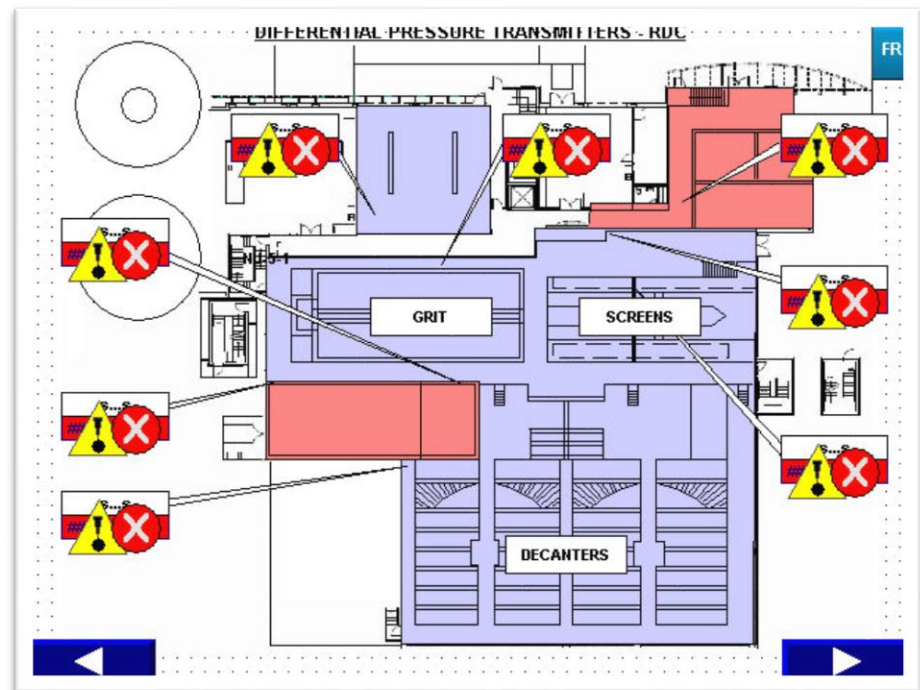 DIFFERENTIAL PRESSURE TRANSMITTERS - RDC
FR
S...S
##
S...S
##
S...S
##
S...S
##
S...S
##
GRIT
SCREENS
S...S
##
S...S
##
S...S
##
DECANTERS